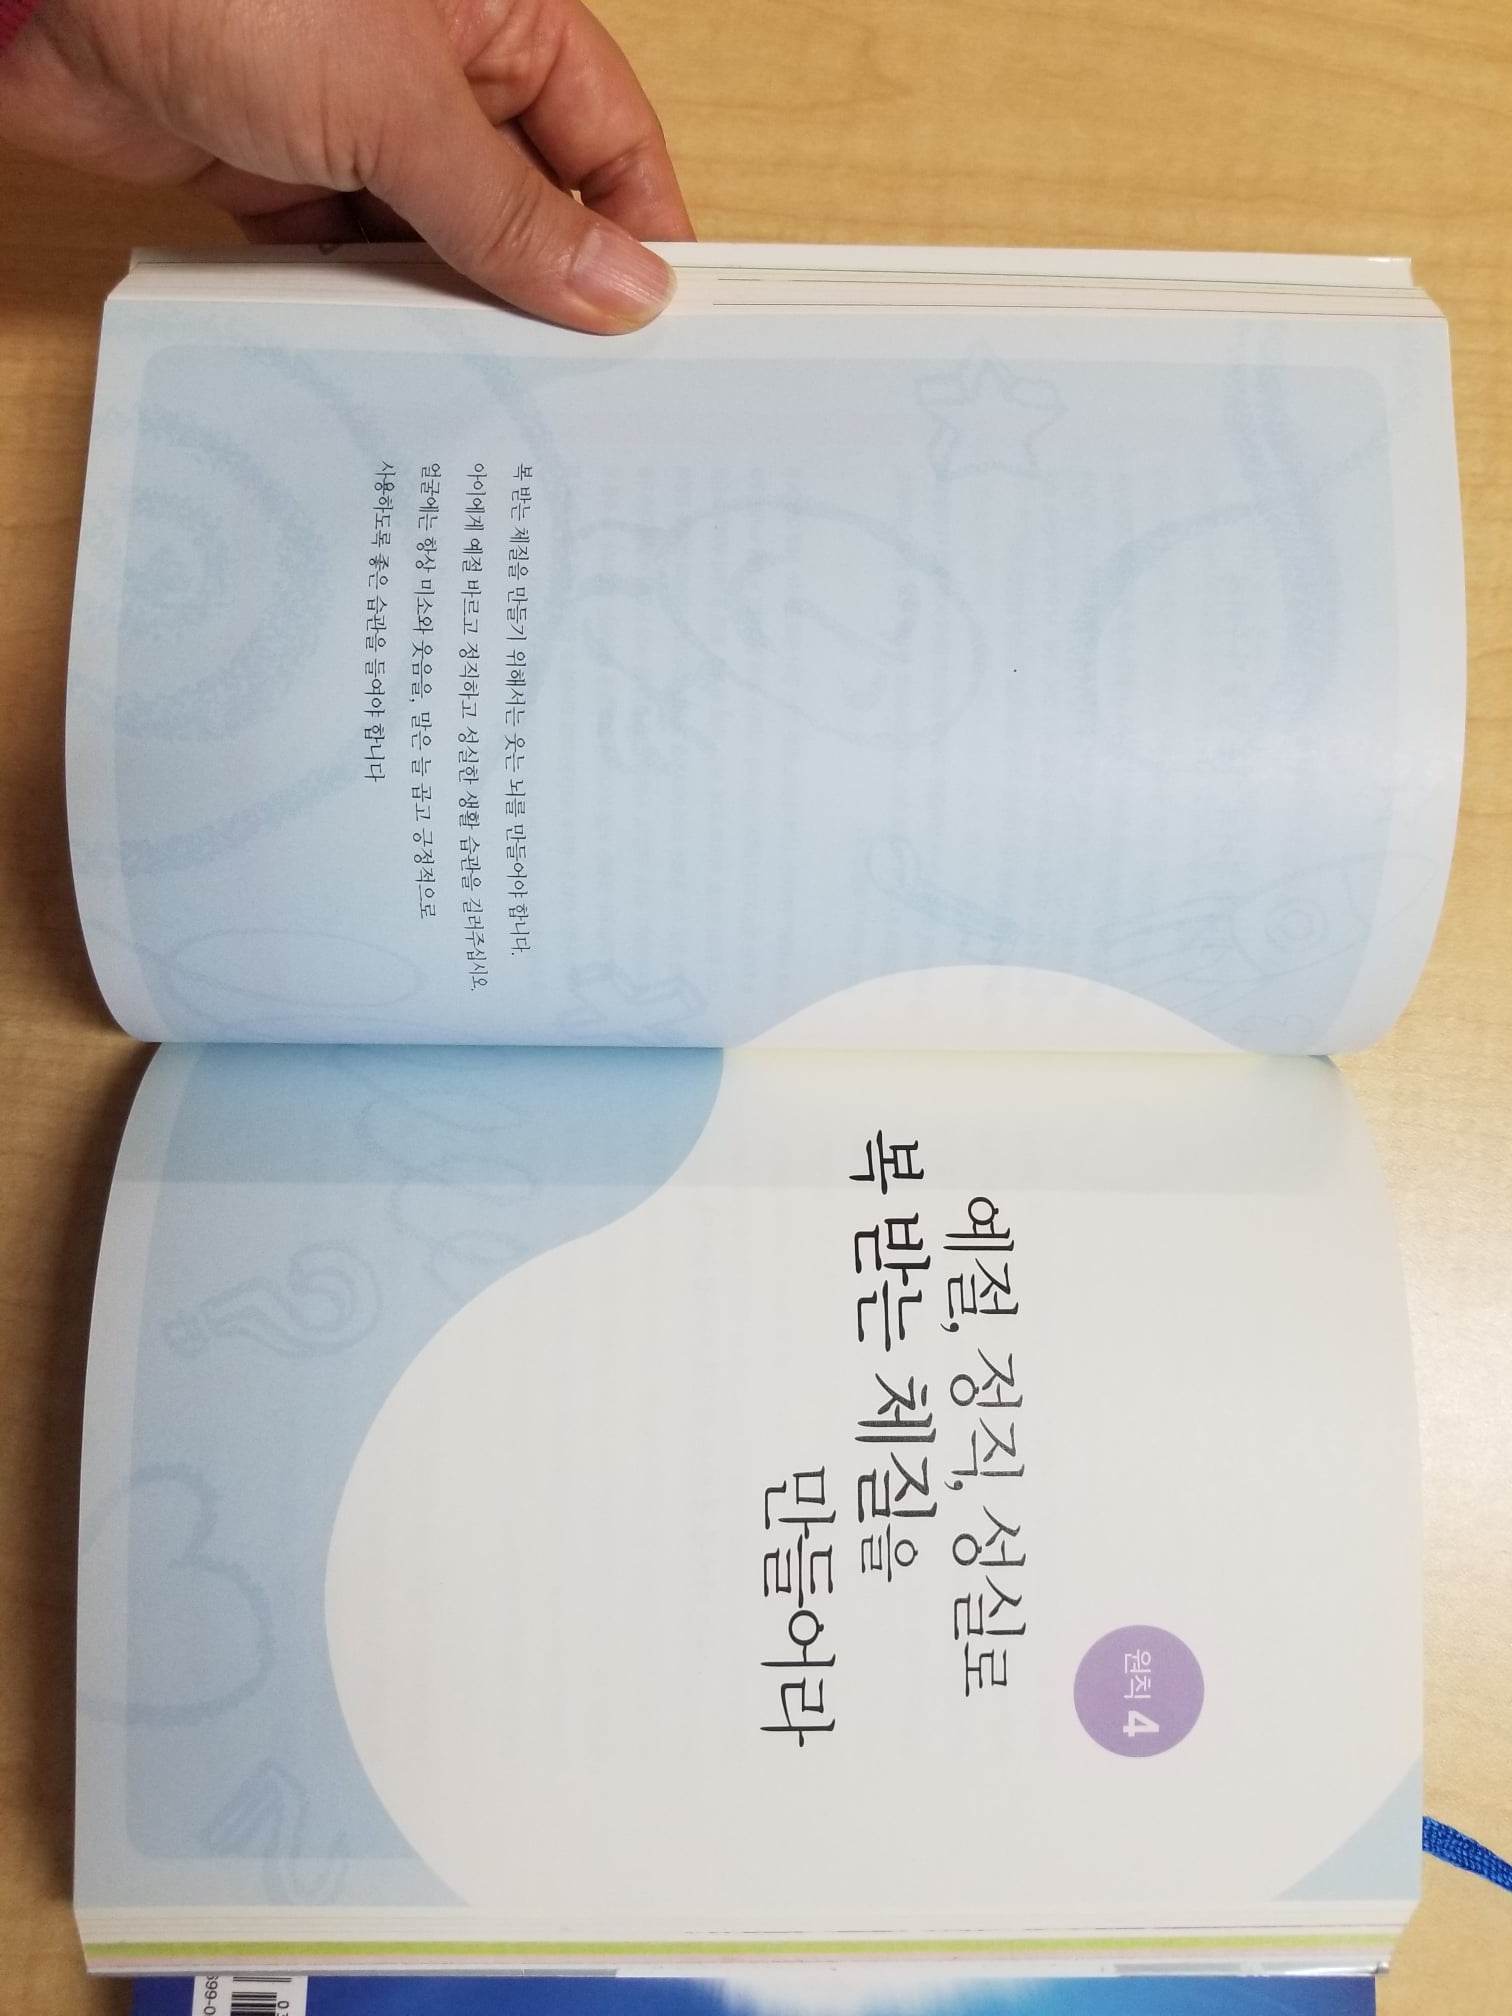 복 받는 체질을 만들기 위해서는 웃는 뇌를 만들어야 합니다.
아이에게 예절 바르고 정직하고 성실한 생활 습관을 길러주십시오.
얼굴에는 항상 미소와 웃음을, 말은 늘 곱고 긍정적으로
사용하도록 좋은 습관을 들여야 합니다
원칙 4
예절, 정직, 성실로
복 받는 체질을
만들어라